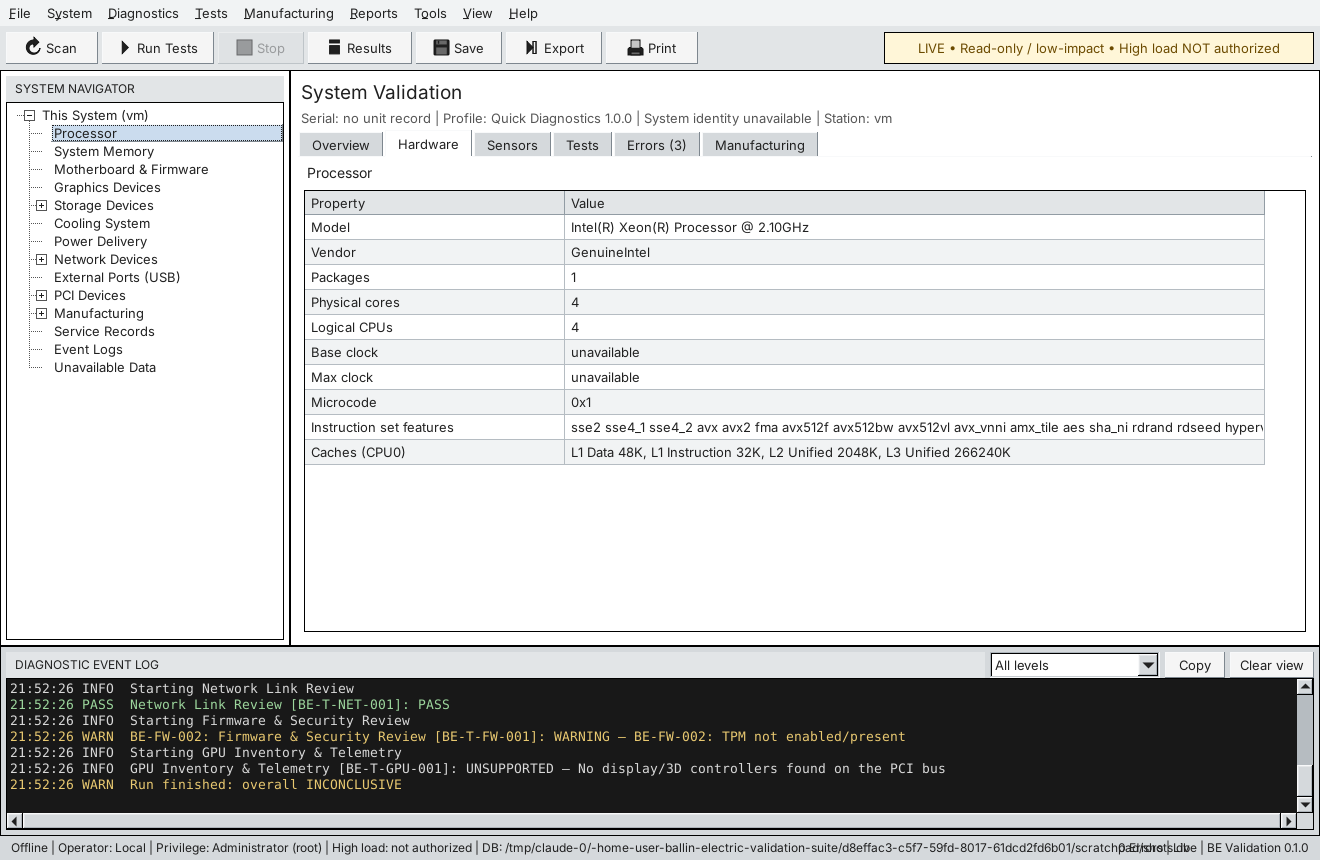 File System Diagnostics Tests Manufacturing Reports Tools View Help
Scan Run Tests Stop Results Save Export Print LIVE • Read-only / low-impact • High load NOT authorized
SYSTEM NAVIGATOR
This System (vm)
Processor
System Memory
Motherboard & Firmware
Graphics Devices
Storage Devices
Cooling System
Power Delivery
Network Devices
External Ports (USB)
PCI Devices
Manufacturing
Service Records
Event Logs
Unavailable Data
System Validation
Serial: no unit record | Profile: Quick Diagnostics 1.0.0 | System identity unavailable | Station: vm
Overview Hardware Sensors Tests Errors (3) Manufacturing
Processor
Property Value
Model Intel(R) Xeon(R) Processor @ 2.10GHz
Vendor GenuineIntel
Packages 1
Physical cores 4
Logical CPUs 4
Base clock unavailable
Max clock unavailable
Microcode 0x1
Instruction set features sse2 sse4_1 sse4_2 avx avx2 fma avx512f avx512bw avx512vl avx_vnni amx_tile aes sha_ni rdrand rdseed
Caches (CPU0) L1 Data 48K, L1 Instruction 32K, L2 Unified 2048K, L3 Unified 266240K
DIAGNOSTIC EVENT LOG All levels Copy Clear view
21:52:26 INFO Starting Network Link Review
21:52:26 PASS Network Link Review [BE-T-NET-001]: PASS
21:52:26 INFO Starting Firmware & Security Review
21:52:26 WARN BE-FW-002: Firmware & Security Review [BE-T-FW-001]: WARNING — BE-FW-002: TPM not enabled/present
21:52:26 INFO Starting GPU Inventory & Telemetry
21:52:26 INFO GPU Inventory & Telemetry [BE-T-GPU-001]: UNSUPPORTED — No display/3D controllers found on the PCI bus
21:52:26 WARN Run finished: overall INCONCLUSIVE
Offline | Operator: Local | Privilege: Administrator (root) | High load: not authorized | DB: /tmp/claude-0/-home-user-ballin-electric-validation-suite/d8effac3-c5f7-59fd-8017-61dcd2fd6b01/ | BE Validation 0.1.0